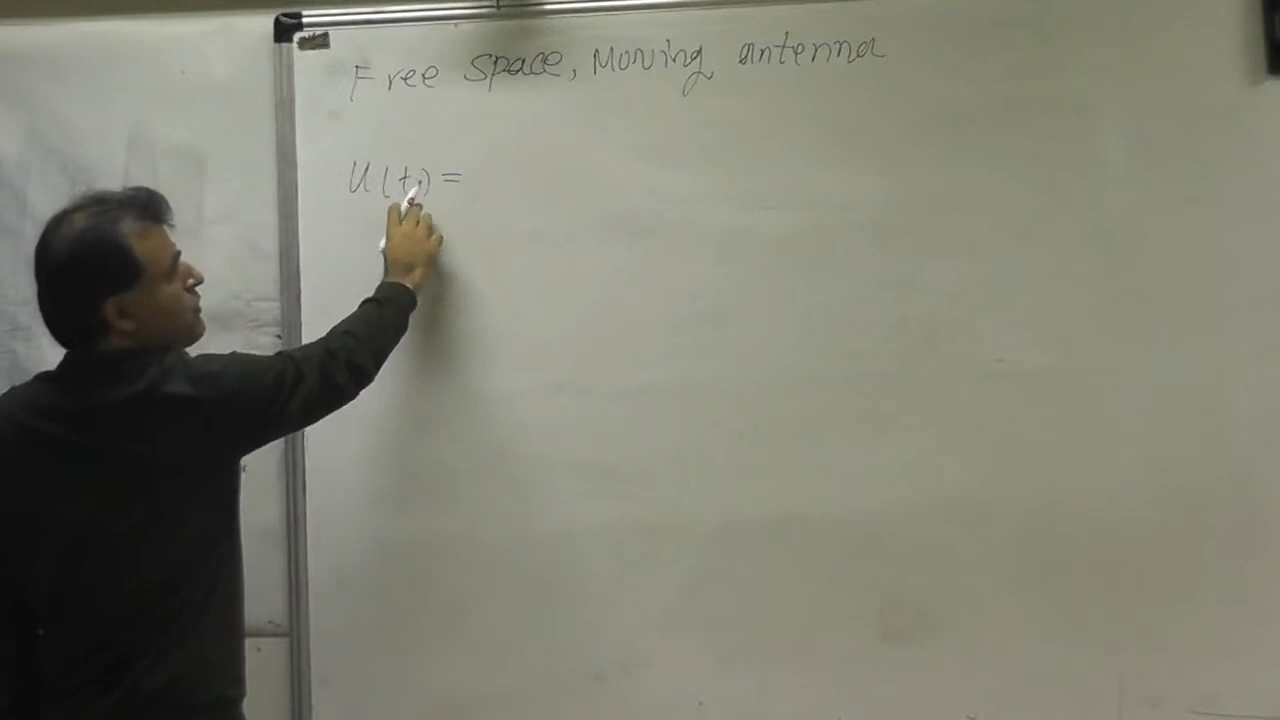 Free space, Moving antenna
U(t,) =